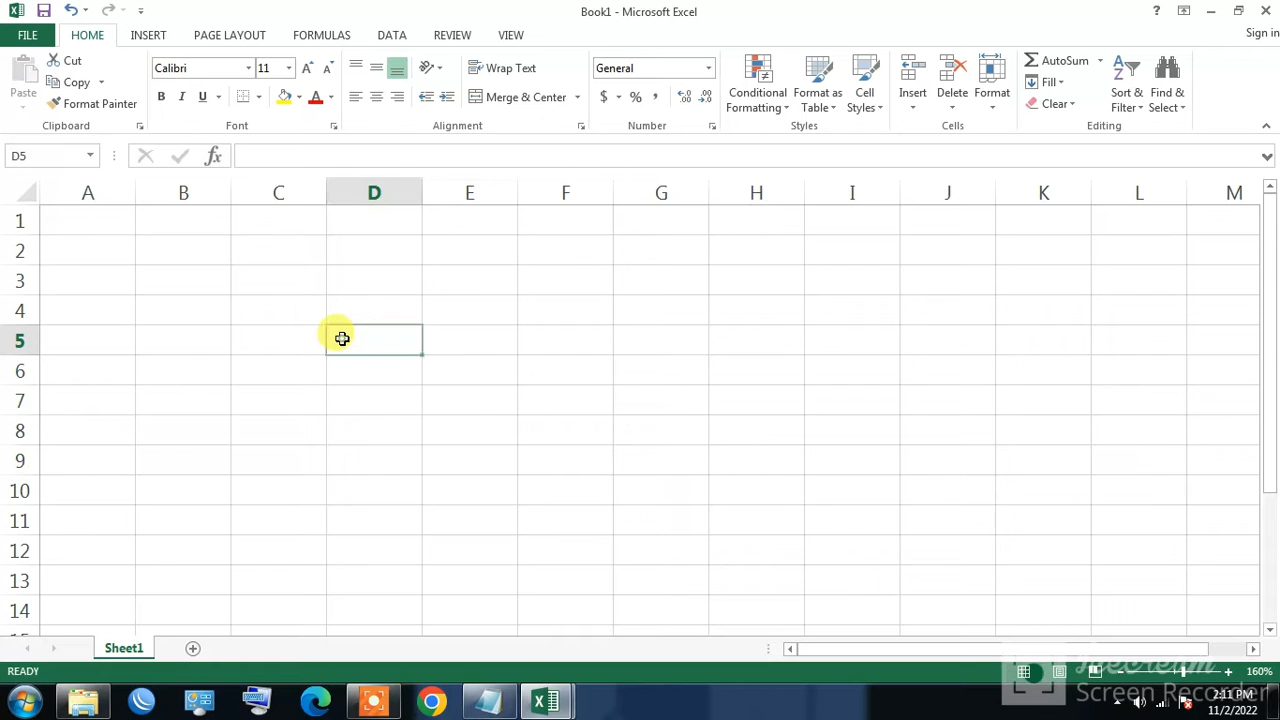 Book1 - Microsoft Excel
?
FILE
HOME
INSERT
PAGE LAYOUT
FORMULAS
DATA
REVIEW
VIEW
Sign in
Paste
Cut
Copy
Format Painter
Clipboard
Calibri
11
B I U
Font
Wrap Text
Merge & Center
Alignment
General
$ % ,
Number
Conditional
Formatting
Format as
Table
Cell
Styles
Styles
Insert
Delete
Format
Cells
AutoSum
Fill
Clear
Sort &
Filter
Find &
Select
Editing
D5
fx
A B C D E F G H I J K L M
1
2
3
4
5
6
7
8
9
10
11
12
13
14
Sheet1
READY
160%
Screen Recorder
2:11 PM
11/2/2022